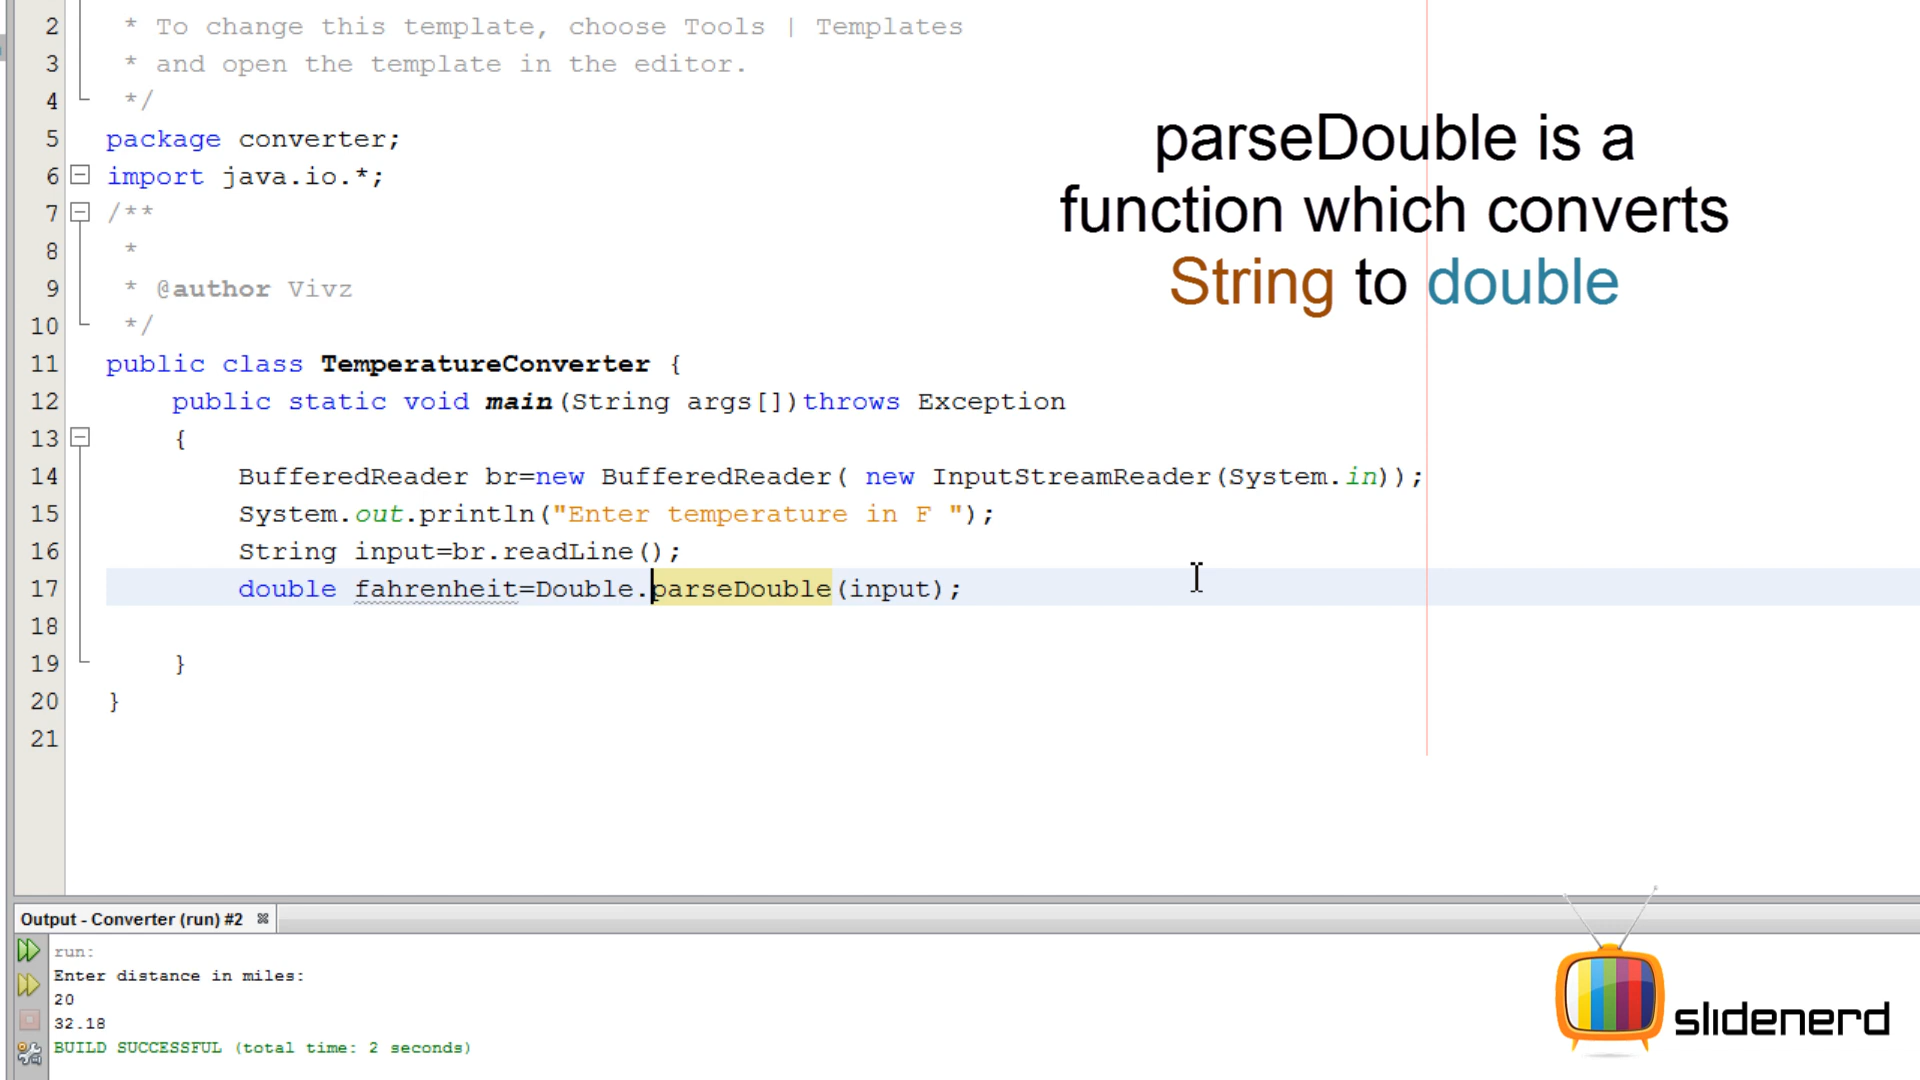 2 * To change this template, choose Tools | Templates
3 * and open the template in the editor.
4 */
5 package converter;
6 import java.io.*;
7 /**
8 *
9 * @author Vivz
10 */
11 public class TemperatureConverter {
12 public static void main(String args[])throws Exception
13 {
14 BufferedReader br=new BufferedReader( new InputStreamReader(System.in));
15 System.out.println("Enter temperature in F ");
16 String input=br.readLine();
17 double fahrenheit=Double.parseDouble(input);
18
19 }
20 }
21
parseDouble is a
function which converts
String to double
Output - Converter (run) #2
run:
Enter distance in miles:
20
32.18
BUILD SUCCESSFUL (total time: 2 seconds)
slidenerd